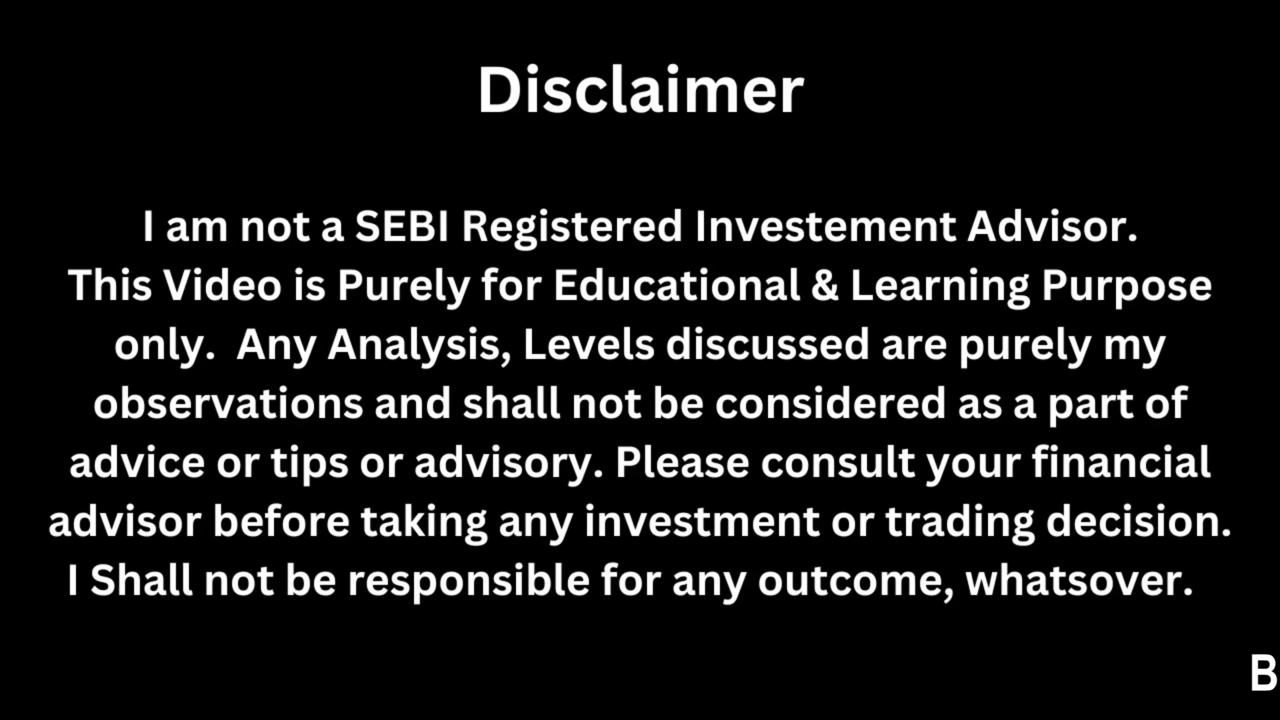 Disclaimer
I am not a SEBI Registered Investement Advisor.
This Video is Purely for Educational & Learning Purpose
only.  Any Analysis, Levels discussed are purely my
observations and shall not be considered as a part of
advice or tips or advisory. Please consult your financial
advisor before taking any investment or trading decision.
I Shall not be responsible for any outcome, whatsover.
B